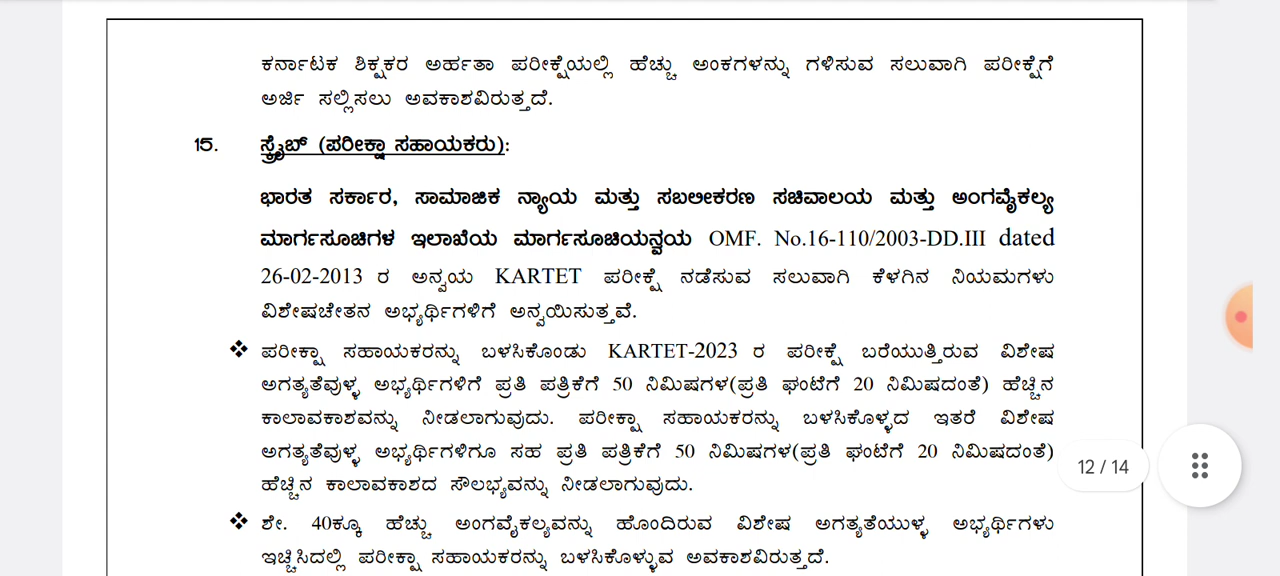 ಕರ್ನಾಟಕ ಶಿಕ್ಷಕರ ಅರ್ಹತಾ ಪರೀಕ್ಷೆಯಲ್ಲಿ ಹೆಚ್ಚು ಅಂಕಗಳನ್ನು ಗಳಿಸುವ ಸಲುವಾಗಿ ಪರೀಕ್ಷೆಗೆ
ಅರ್ಜಿ ಸಲ್ಲಿಸಲು ಅವಕಾಶವಿರುತ್ತದೆ.
15. ಸ್ಕ್ರೈಬ್ (ಪರೀಕ್ಷಾ ಸಹಾಯಕರು):
ಭಾರತ ಸರ್ಕಾರ, ಸಾಮಾಜಿಕ ನ್ಯಾಯ ಮತ್ತು ಸಬಳೀಕರಣ ಸಚಿವಾಲಯ ಮತ್ತು ಅಂಗವೈಕಲ್ಯ
ಮಾರ್ಗಸೂಚಿಗಳ ಇಲಾಖೆಯ ಮಾರ್ಗಸೂಚಿಯನ್ವಯ OMF. No.16-110/2003-DD.III dated
26-02-2013 ರ ಅನ್ವಯ KARTET ಪರೀಕ್ಷೆ ನಡೆಸುವ ಸಲುವಾಗಿ ಕೆಳಗಿನ ನಿಯಮಗಳು
ವಿಶೇಷಚೇತನ ಅಭ್ಯರ್ಥಿಗಳಿಗೆ ಅನ್ವಯಿಸುತ್ತವೆ.
❖ ಪರೀಕ್ಷಾ ಸಹಾಯಕರನ್ನು ಬಳಸಿಕೊಂಡು KARTET-2023 ರ ಪರೀಕ್ಷೆ ಬರೆಯುತ್ತಿರುವ ವಿಶೇಷ
ಅಗತ್ಯತೆವುಳ್ಳ ಅಭ್ಯರ್ಥಿಗಳಿಗೆ ಪ್ರತಿ ಪತ್ರಿಕೆಗೆ 50 ನಿಮಿಷಗಳ(ಪ್ರತಿ ಘಂಟೆಗೆ 20 ನಿಮಿಷದಂತೆ) ಹೆಚ್ಚಿನ
ಕಾಲಾವಕಾಶವನ್ನು ನೀಡಲಾಗುವುದು. ಪರೀಕ್ಷಾ ಸಹಾಯಕರನ್ನು ಬಳಸಿಕೊಳ್ಳದ ಇತರೆ ವಿಶೇಷ
ಅಗತ್ಯತೆವುಳ್ಳ ಅಭ್ಯರ್ಥಿಗಳಿಗೂ ಸಹ ಪ್ರತಿ ಪತ್ರಿಕೆಗೆ 50 ನಿಮಿಷಗಳ(ಪ್ರತಿ ಘಂಟೆಗೆ 20 ನಿಮಿಷದಂತೆ)
ಹೆಚ್ಚಿನ ಕಾಲಾವಕಾಶದ ಸೌಲಭ್ಯವನ್ನು ನೀಡಲಾಗುವುದು.
12 / 14
❖ ಶೇ. 40ಕ್ಕೂ ಹೆಚ್ಚು ಅಂಗವೈಕಲ್ಯವನ್ನು ಹೊಂದಿರುವ ವಿಶೇಷ ಅಗತ್ಯತೆಯುಳ್ಳ ಅಭ್ಯರ್ಥಿಗಳು
ಇಚ್ಚಿಸಿದಲ್ಲಿ ಪರೀಕ್ಷಾ ಸಹಾಯಕರನ್ನು ಬಳಸಿಕೊಳ್ಳುವ ಅವಕಾಶವಿರುತ್ತದೆ.